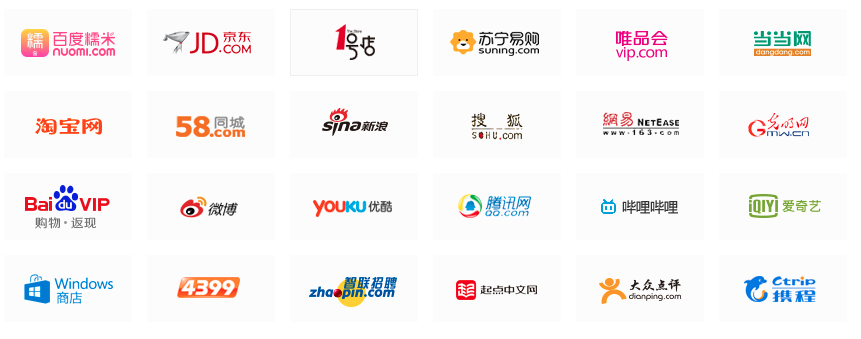 糯
百度糯米
nuomi.com
JD 京东
.COM
The Store
1号店
苏宁易购
suning.com
唯品会
vip.com
当当网
dangdang.com
淘宝网
58同城
.com
sina新浪
搜狐
SOHU.com
網易 NETEASE
www.163.com
光明网
GMW.CN
Bai du VIP
购物·返现
微博
YOUKU 优酷
腾讯网
QQ.com
哔哩哔哩
iQIYI 爱奇艺
Windows
商店
4399
智联招聘
zhaopin.com
起点 起点中文网
大众点评
dianping.com
Ctrip
携程